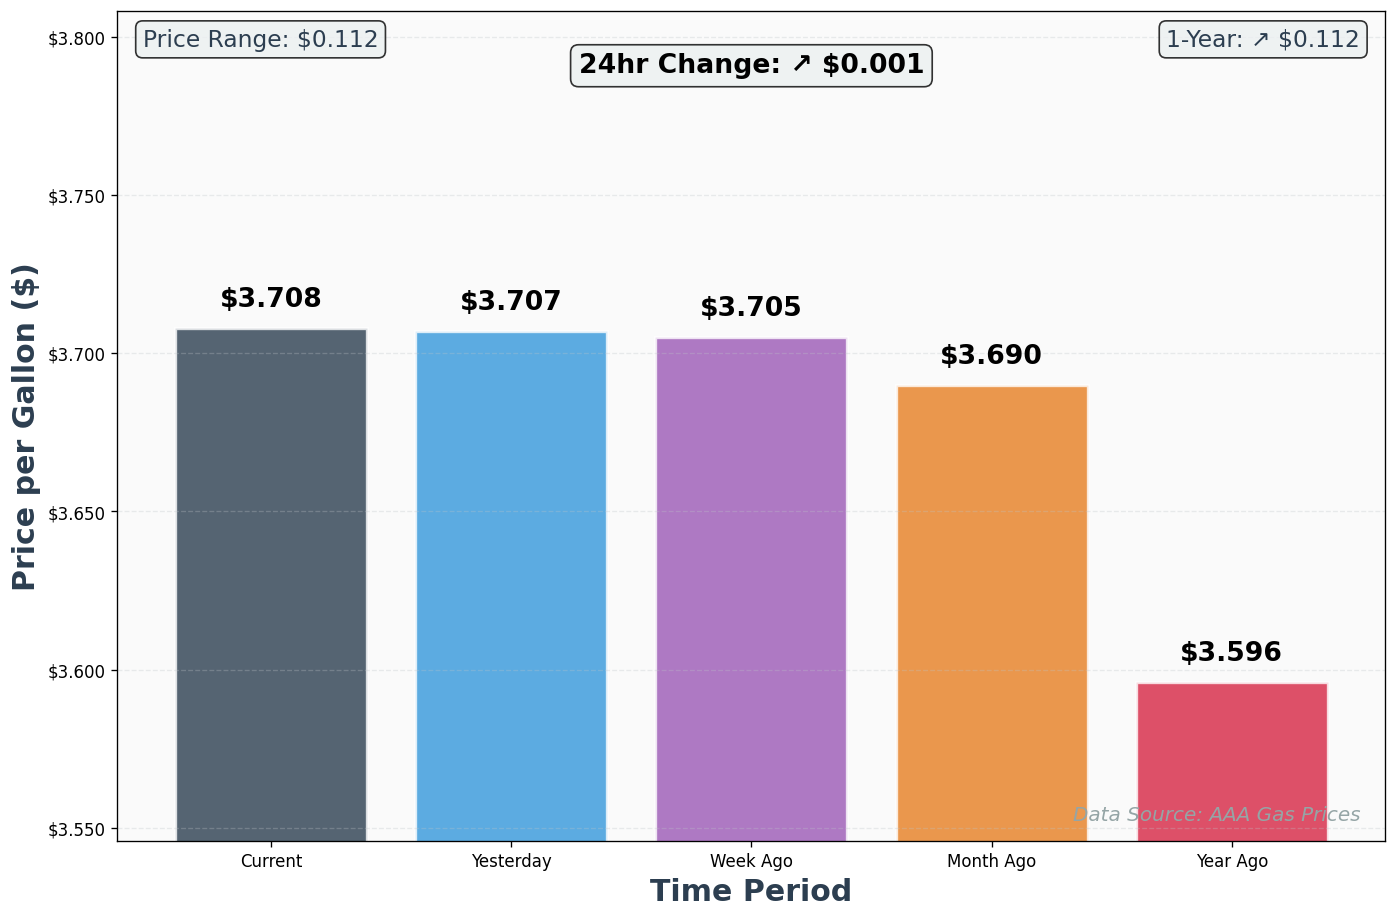 Price Range: $0.112
1-Year: ↗ $0.112
24hr Change: ↗ $0.001
$3.800
$3.750
$3.700
$3.650
$3.600
$3.550
Price per Gallon ($)
$3.708
$3.707
$3.705
$3.690
$3.596
Data Source: AAA Gas Prices
Current
Yesterday
Week Ago
Month Ago
Year Ago
Time Period